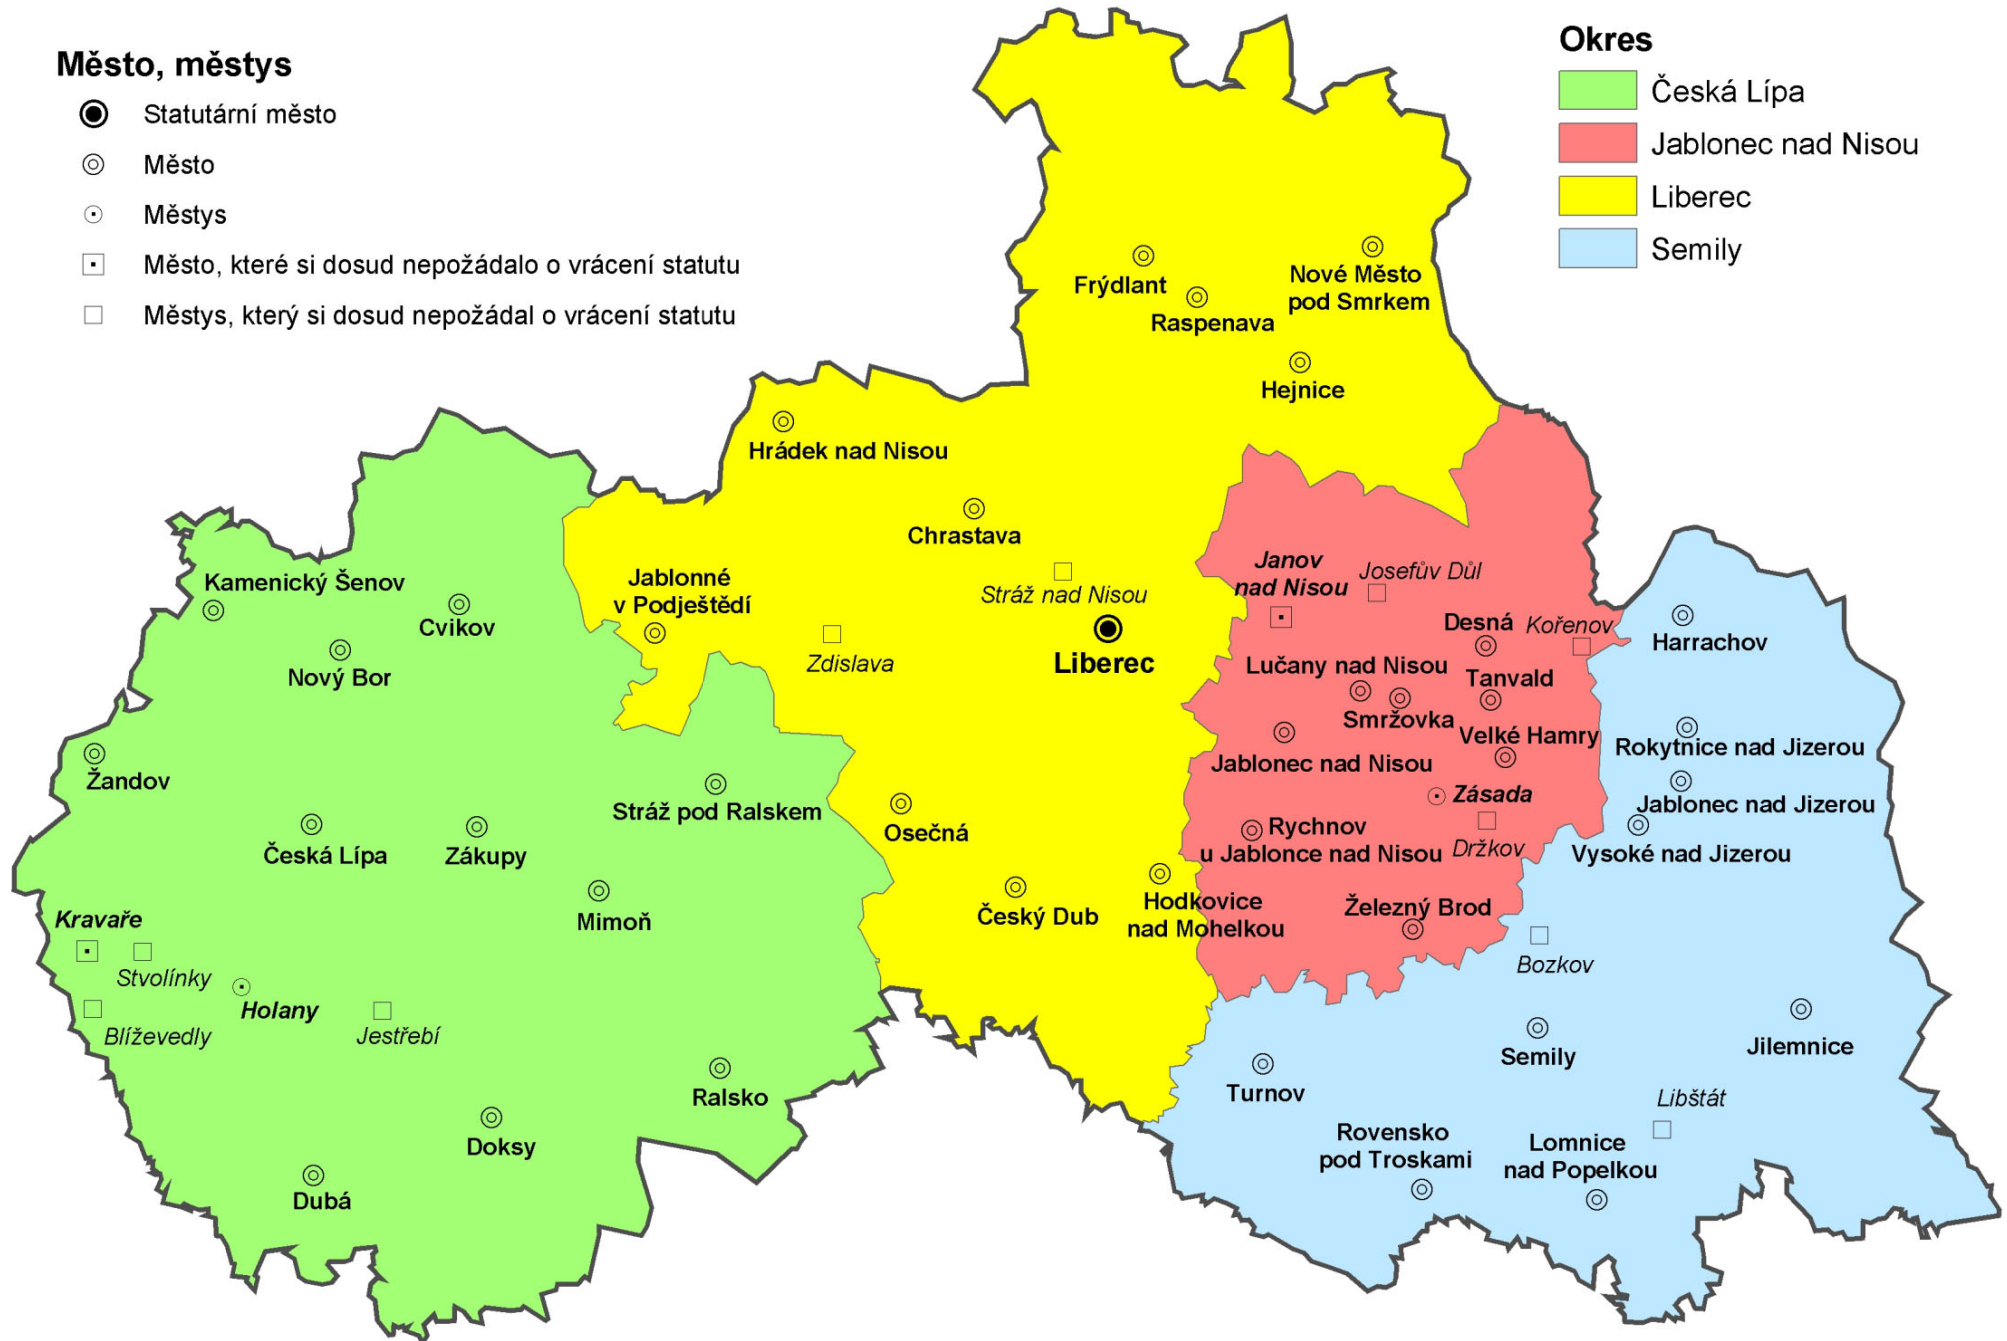 Město, městys
Statutární město
Město
Městys
Město, které si dosud nepožádalo o vrácení statutu
Městys, který si dosud nepožádal o vrácení statutu
Okres
Česká Lípa
Jablonec nad Nisou
Liberec
Semily
Frýdlant
Nové Město
pod Smrkem
Raspenava
Hejnice
Hrádek nad Nisou
Chrastava
Jablonné
v Podještědí
Stráž nad Nisou
Zdislava
Liberec
Osečná
Český Dub
Hodkovice
nad Mohelkou
Kamenický Šenov
Cvikov
Nový Bor
Žandov
Stráž pod Ralskem
Česká Lípa
Zákupy
Mimoň
Kravaře
Stvolínky
Holany
Blíževedly
Jestřebí
Ralsko
Doksy
Dubá
Janov
nad Nisou
Josefův Důl
Desná
Kořenov
Lučany nad Nisou
Tanvald
Smržovka
Velké Hamry
Jablonec nad Nisou
Zásada
Rychnov
u Jablonce nad Nisou
Držkov
Železný Brod
Harrachov
Rokytnice nad Jizerou
Jablonec nad Jizerou
Vysoké nad Jizerou
Bozkov
Semily
Jilemnice
Turnov
Libštát
Rovensko
pod Troskami
Lomnice
nad Popelkou